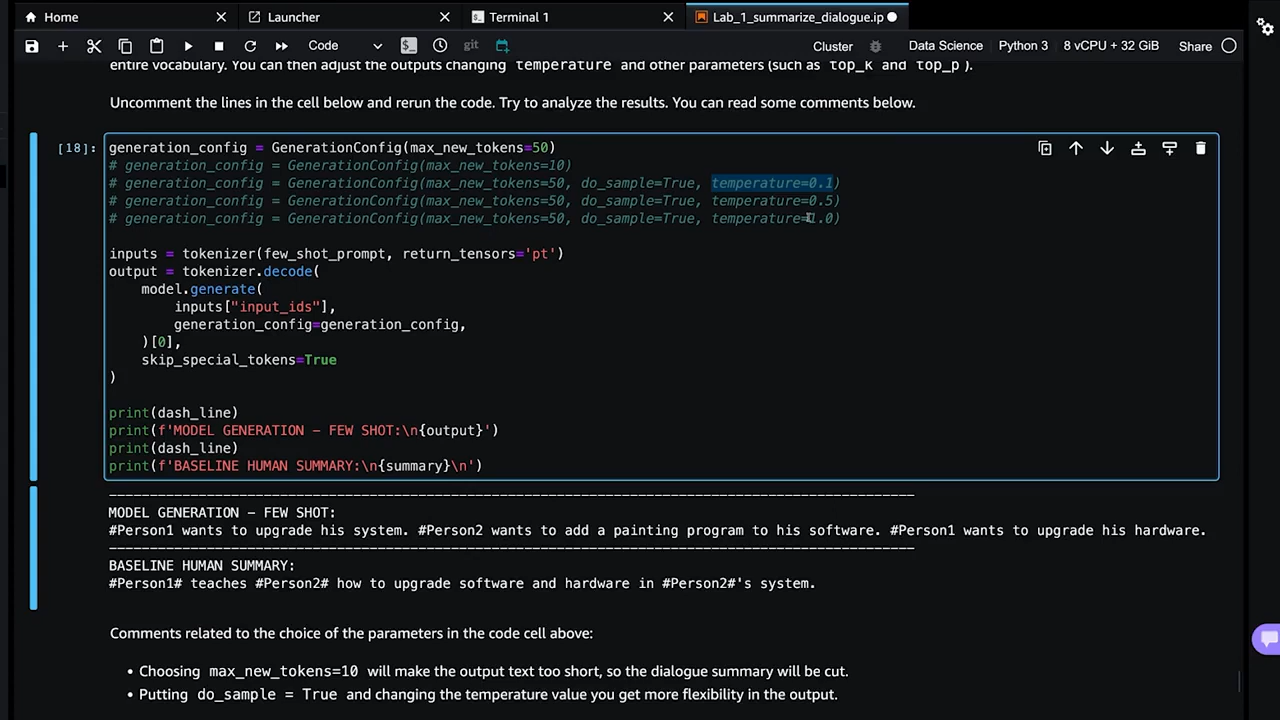 Home
Launcher
Terminal 1
Lab_1_summarize_dialogue.ip
Code
git
Cluster
Data Science
Python 3
8 vCPU + 32 GiB
Share
entire vocabulary. You can then adjust the outputs changing temperature and other parameters (such as top_k and top_p ).
Uncomment the lines in the cell below and rerun the code. Try to analyze the results. You can read some comments below.
[18]:
generation_config = GenerationConfig(max_new_tokens=50)
# generation_config = GenerationConfig(max_new_tokens=10)
# generation_config = GenerationConfig(max_new_tokens=50, do_sample=True, temperature=0.1)
# generation_config = GenerationConfig(max_new_tokens=50, do_sample=True, temperature=0.5)
# generation_config = GenerationConfig(max_new_tokens=50, do_sample=True, temperature=1.0)
inputs = tokenizer(few_shot_prompt, return_tensors='pt')
output = tokenizer.decode(
    model.generate(
        inputs["input_ids"],
        generation_config=generation_config,
    )[0],
    skip_special_tokens=True
)
print(dash_line)
print(f'MODEL GENERATION - FEW SHOT:\n{output}')
print(dash_line)
print(f'BASELINE HUMAN SUMMARY:\n{summary}\n')
---------------------------------------------------------------------------------------------------
MODEL GENERATION - FEW SHOT:
#Person1 wants to upgrade his system. #Person2 wants to add a painting program to his software. #Person1 wants to upgrade his hardware.
---------------------------------------------------------------------------------------------------
BASELINE HUMAN SUMMARY:
#Person1# teaches #Person2# how to upgrade software and hardware in #Person2#'s system.
Comments related to the choice of the parameters in the code cell above:
• Choosing max_new_tokens=10 will make the output text too short, so the dialogue summary will be cut.
• Putting do_sample = True and changing the temperature value you get more flexibility in the output.